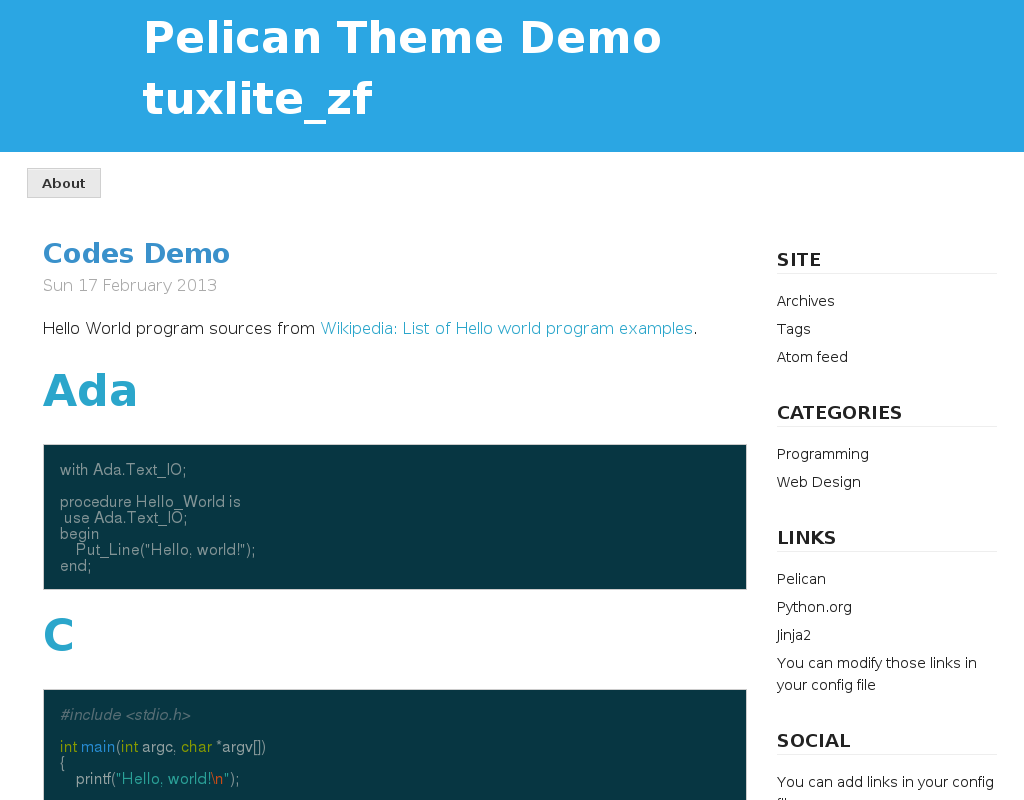 Pelican Theme Demo
tuxlite_zf
About
Codes Demo
Sun 17 February 2013
Hello World program sources from Wikipedia: List of Hello world program examples.
Ada
with Ada.Text_IO;
procedure Hello_World is
use Ada.Text_IO;
begin
Put_Line("Hello, world!");
end;
C
#include <stdio.h>
int main(int argc, char *argv[])
{
printf("Hello, world!\n");
SITE
Archives
Tags
Atom feed
CATEGORIES
Programming
Web Design
LINKS
Pelican
Python.org
Jinja2
You can modify those links in
your config file
SOCIAL
You can add links in your config